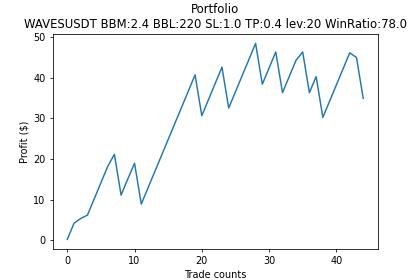 Portfolio
WAVESUSDT BBM:2.4 BBL:220 SL:1.0 TP:0.4 lev:20 WinRatio:78.0
50
40
30
20
10
0
Profit ($)
0 10 20 30 40
Trade counts